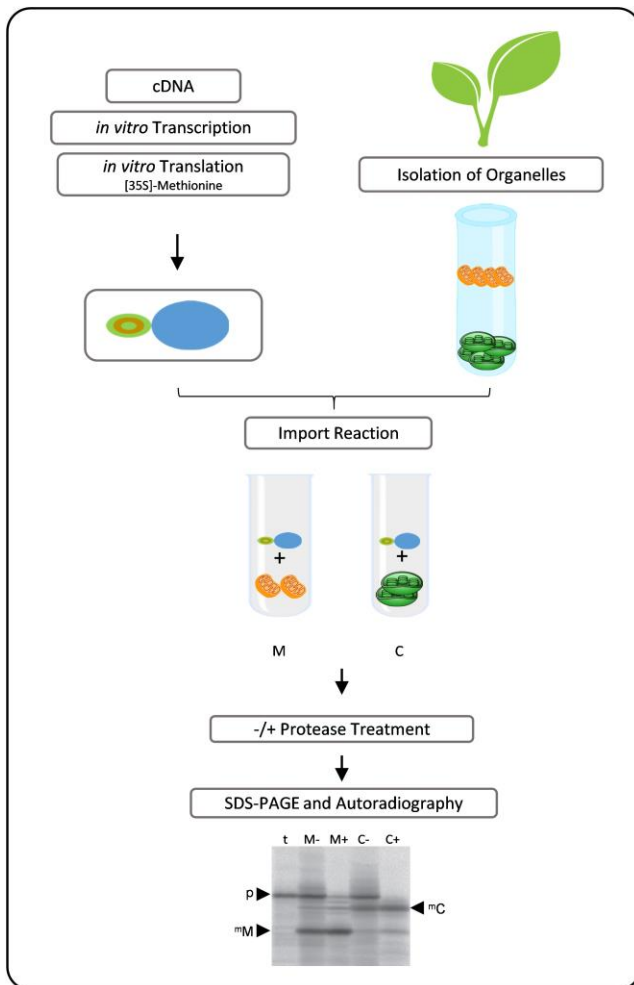 cDNA
in vitro Transcription
in vitro Translation
[35S]-Methionine
Isolation of Organelles
Import Reaction
+
+
M
C
-/+ Protease Treatment
SDS-PAGE and Autoradiography
t M- M+ C- C+
p
mC
mM